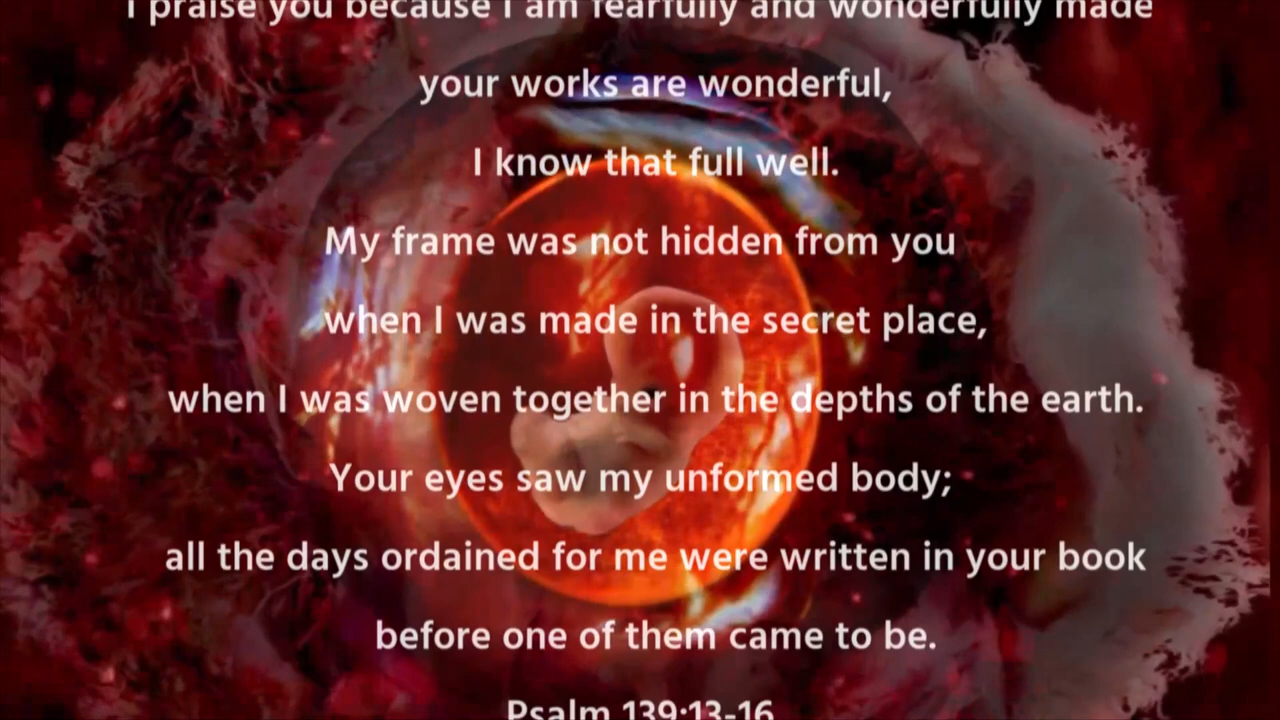 I praise you because I am fearfully and wonderfully made
your works are wonderful,
I know that full well.
My frame was not hidden from you
when I was made in the secret place,
when I was woven together in the depths of the earth.
Your eyes saw my unformed body;
all the days ordained for me were written in your book
before one of them came to be.
Psalm 139:13-16